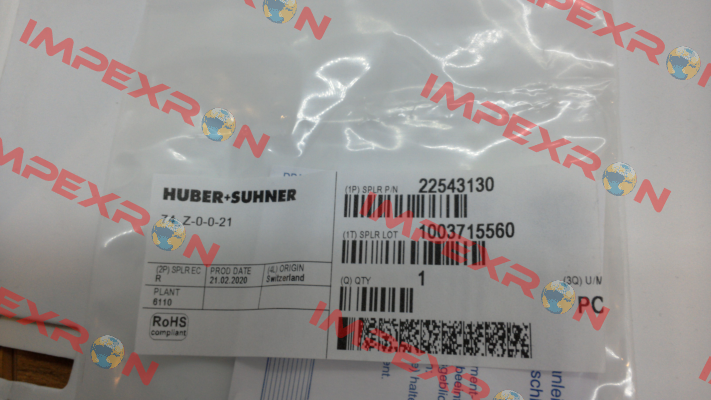 HUBER+SUHNER
74_Z-0-0-21
(2P) SPLR EC
R
PROD DATE
21.02.2020
(4L) ORIGIN
Switzerland
PLANT
6110
RoHS
compliant
(1P) SPLR P/N 22543130
(1T) SPLR LOT 1003715560
(Q) QTY 1
(3Q) U/M
PC
IMPEXRON
IMPEXRON
IMPEXRON
IMPEXRON
IMPEXRON
IMPEXRON
IMPEXRON